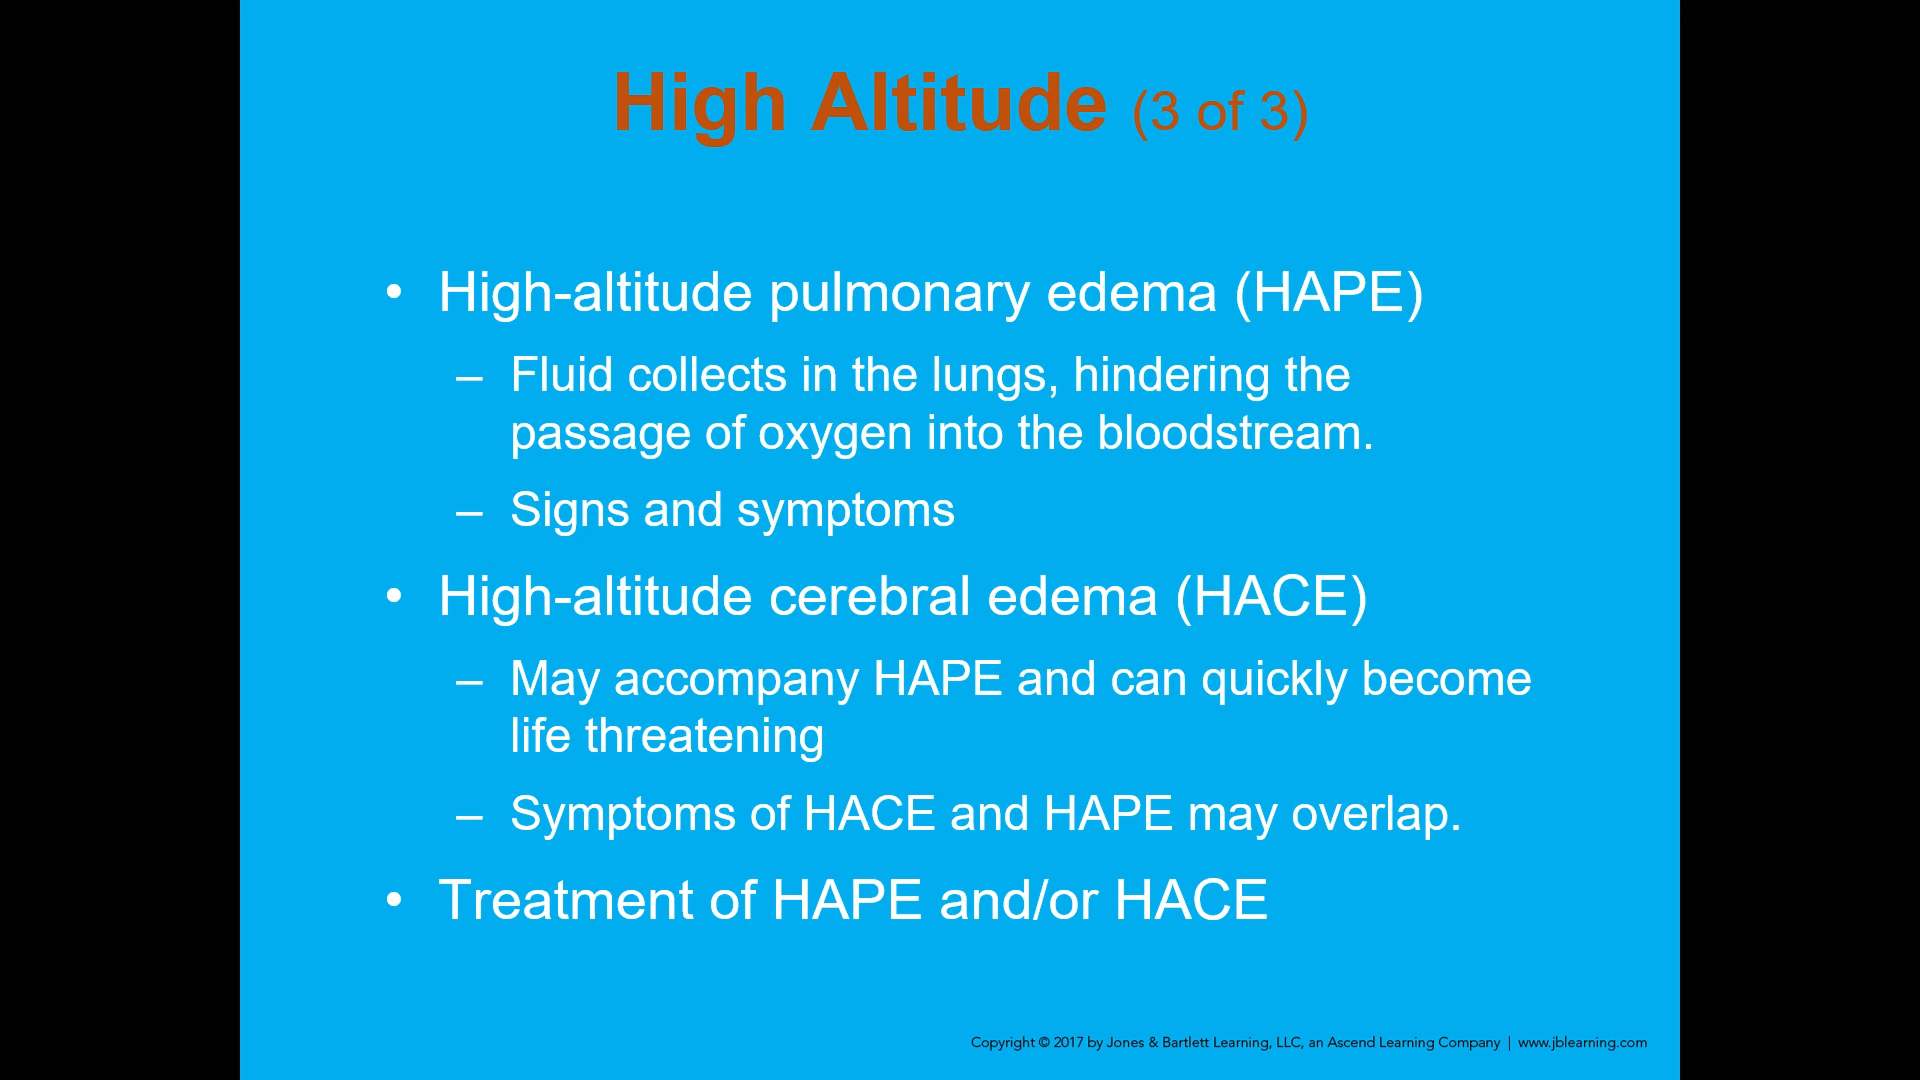 High Altitude (3 of 3)
• High-altitude pulmonary edema (HAPE)
– Fluid collects in the lungs, hindering the
passage of oxygen into the bloodstream.
– Signs and symptoms
• High-altitude cerebral edema (HACE)
– May accompany HAPE and can quickly become
life threatening
– Symptoms of HACE and HAPE may overlap.
• Treatment of HAPE and/or HACE
Copyright © 2017 by Jones & Bartlett Learning, LLC, an Ascend Learning Company | www.jblearning.com